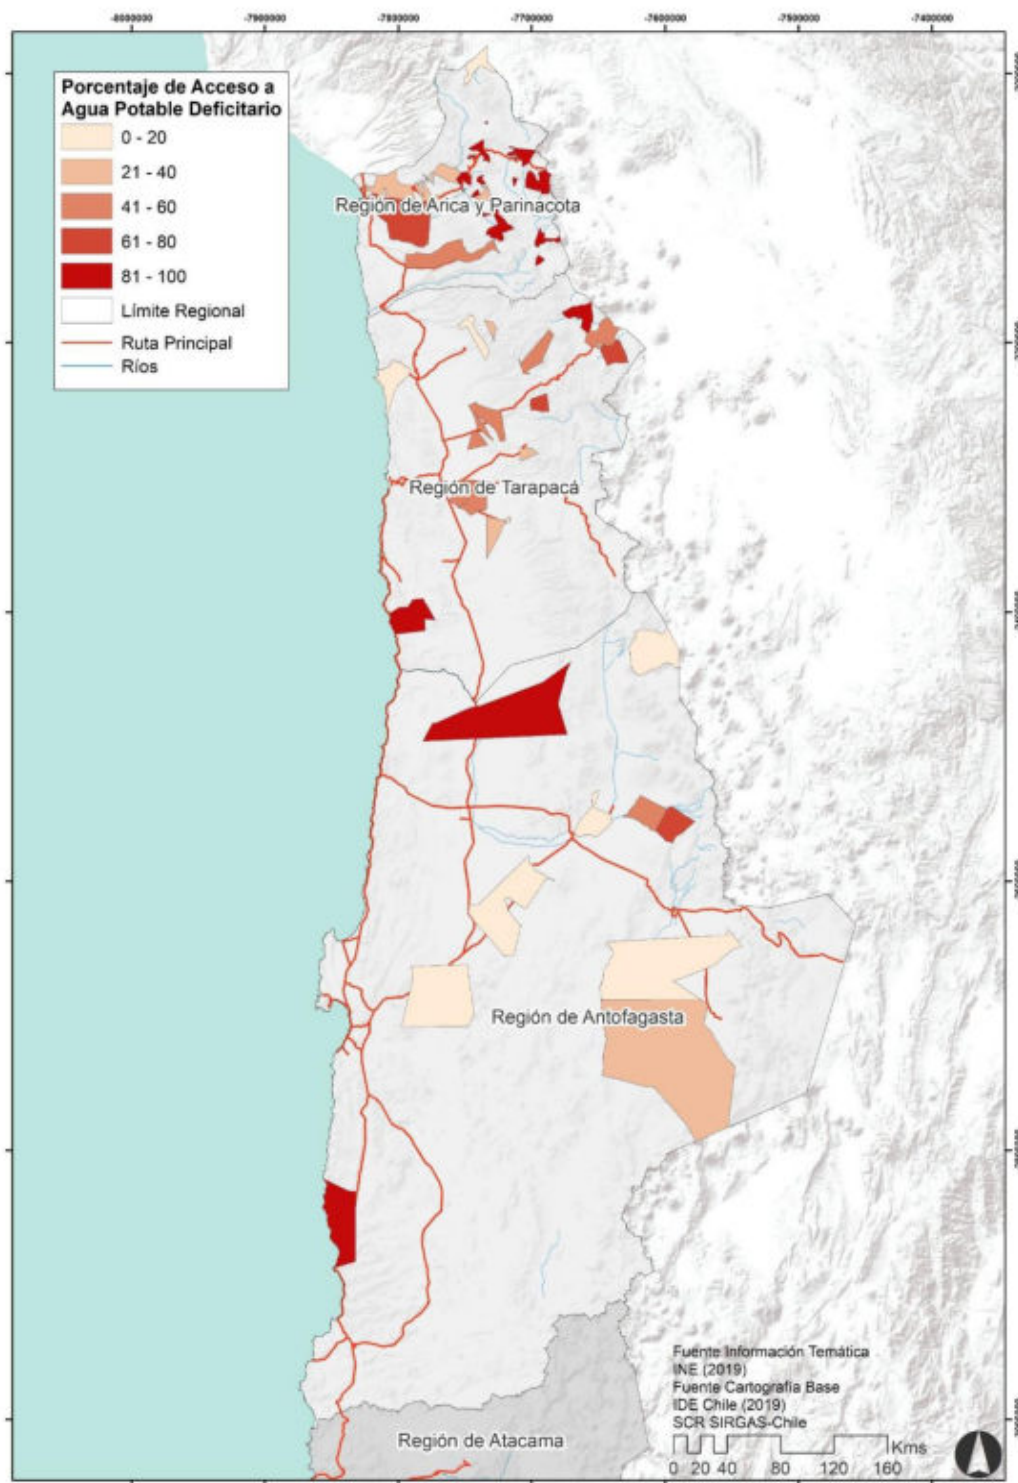 -8000000 -7900000 -7800000 -7700000 -7600000 -7500000 -7400000
Porcentaje de Acceso a
Agua Potable Deficitario
0 - 20
21 - 40
41 - 60
61 - 80
81 - 100
Límite Regional
Ruta Principal
Ríos
Región de Arica y Parinacota
Región de Tarapacá
Región de Antofagasta
Fuente Información Temática
INE (2019)
Fuente Cartografía Base
IDE Chile (2019)
SCR SIRGAS-Chile
Kms
0 20 40 80 120 160
Región de Atacama